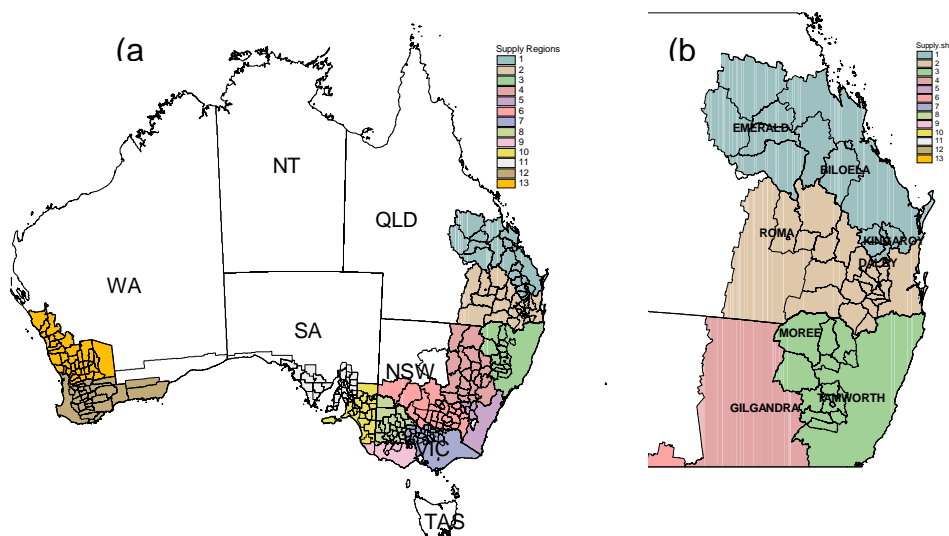 (a)
Supply Regions
1
2
3
4
5
6
7
8
9
10
11
12
13
NT
QLD
WA
SA
NSW
VIC
TAS
(b)
Supply.sh
1
2
3
4
5
6
7
8
9
10
11
12
13
EMERALD
BILOELA
ROMA
KINGAROY
DALBY
MOREE
GILGANDRA
TAMWORTH